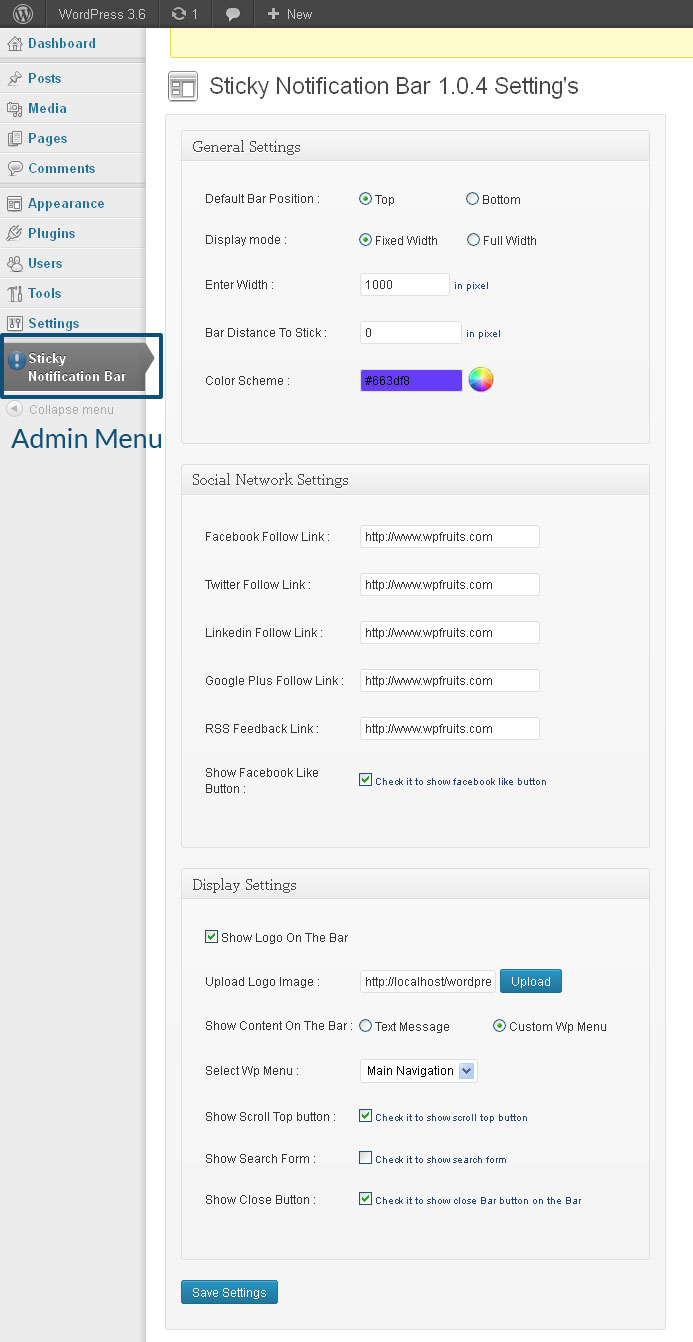 WordPress 3.6 1 New
Dashboard
Posts
Media
Pages
Comments
Appearance
Plugins
Users
Tools
Settings
Sticky
Notification Bar
Collapse menu
Admin Menu
Sticky Notification Bar 1.0.4 Setting's
General Settings
Default Bar Position : Top Bottom
Display mode : Fixed Width Full Width
Enter Width : 1000 in pixel
Bar Distance To Stick : 0 in pixel
Color Scheme : #663df8
Social Network Settings
Facebook Follow Link : http://www.wpfruits.com
Twitter Follow Link : http://www.wpfruits.com
Linkedin Follow Link : http://www.wpfruits.com
Google Plus Follow Link : http://www.wpfruits.com
RSS Feedback Link : http://www.wpfruits.com
Show Facebook Like
Button : Check it to show facebook like button
Display Settings
Show Logo On The Bar
Upload Logo Image : http://localhost/wordpre Upload
Show Content On The Bar : Text Message Custom Wp Menu
Select Wp Menu : Main Navigation
Show Scroll Top button : Check it to show scroll top button
Show Search Form : Check it to show search form
Show Close Button : Check it to show close Bar button on the Bar
Save Settings